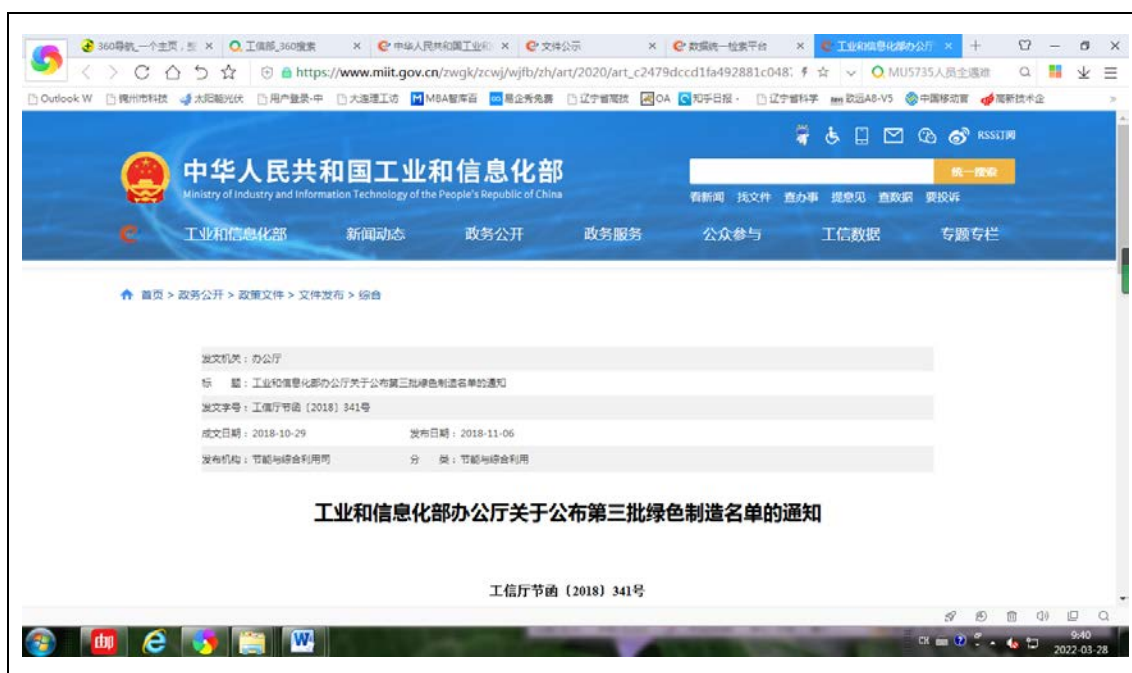 360导航_一个主页，整
工信部_360搜索
中华人民共和国工业和
文件公示
数据统一检索平台
工业和信息化部办公厅
https://www.miit.gov.cn/zwgk/zcwj/wjfb/zh/art/2020/art_c2479dccd1fa492881c048
MU5735人员全遇难
Outlook W
太阳能光伏
用户登录-中
大连理工访
MBA智库百
易企秀免费
辽宁省高技
OA
知乎日报 -
辽宁省科学
欧远A8-V5
中国移动官
高新技术企
RSS订阅
中华人民共和国工业和信息化部
Ministry of Industry and Information Technology of the People's Republic of China
统一搜索
看新闻 找文件 查办事 提意见 查数据 要投诉
工业和信息化部 新闻动态 政务公开 政务服务 公众参与 工信数据 专题专栏
首页 > 政务公开 > 政策文件 > 文件发布 > 综合
发文机关：办公厅
标 题：工业和信息化部办公厅关于公布第三批绿色制造名单的通知
发文字号：工信厅节函〔2018〕341号
成文日期：2018-10-29 发布日期：2018-11-06
发布机构：节能与综合利用司 分 类：节能与综合利用
工业和信息化部办公厅关于公布第三批绿色制造名单的通知
工信厅节函〔2018〕341号
CH
9:40
2022-03-28